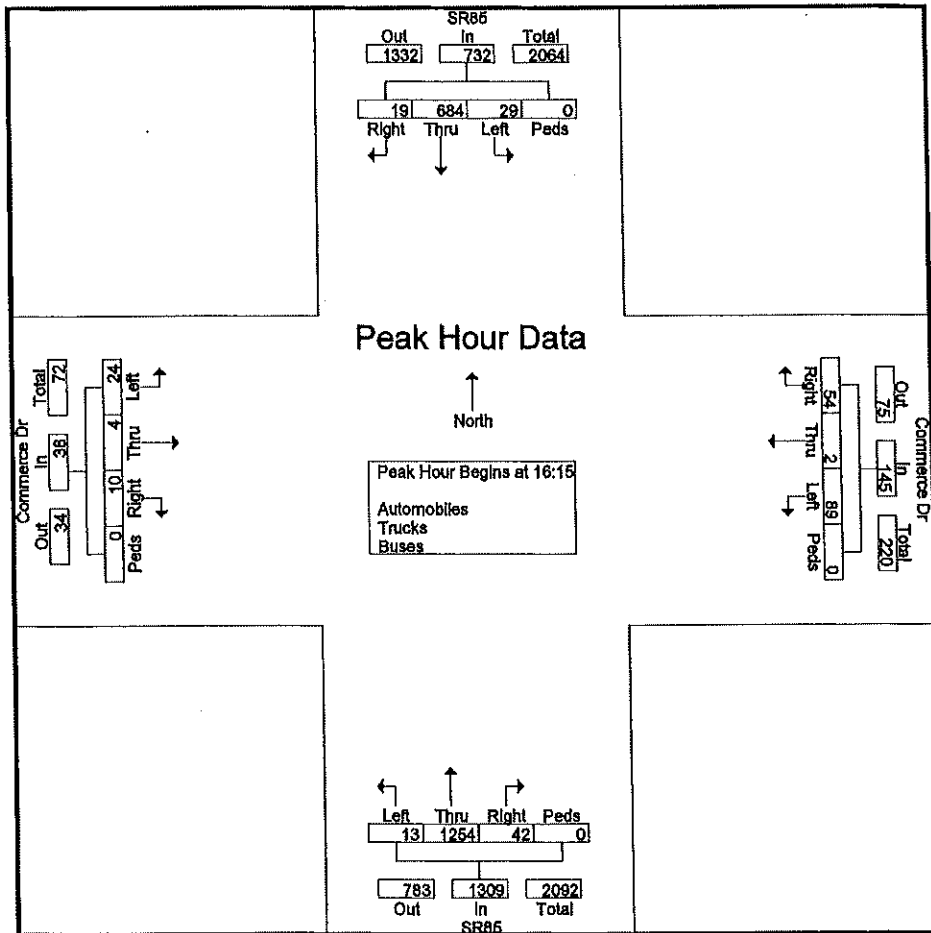 SR85
Out In Total
1332 732 2064
19 684 29 0
Right Thru Left Peds
Peak Hour Data
North
Peak Hour Begins at 16:15
Automobiles
Trucks
Buses
Commerce Dr
Total In Out
72 38 34
24 4 10 0
Left Thru Right Peds
Right Thru Left Peds
54 2 89 0
75 145 220
Out In Total
Commerce Dr
Left Thru Right Peds
13 1254 42 0
783 1309 2092
Out In Total
SR85